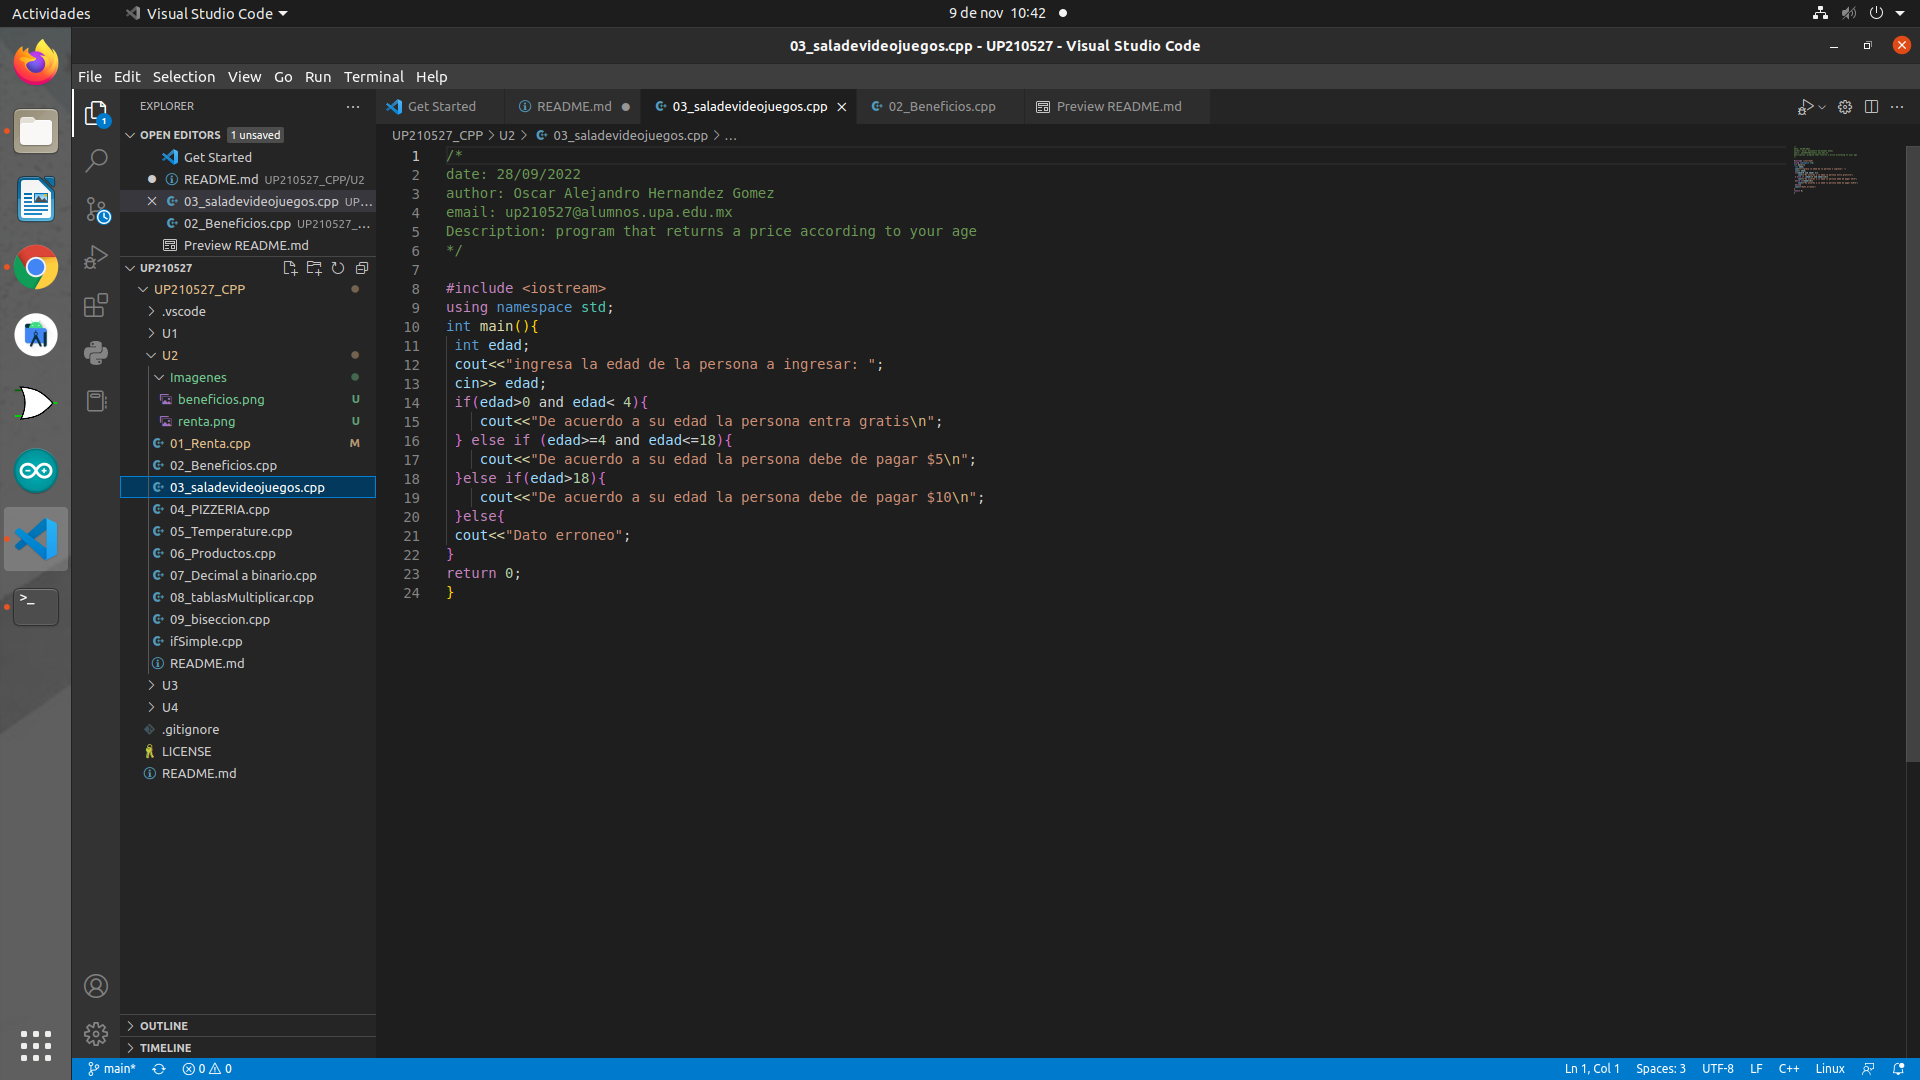 Actividades
Visual Studio Code
9 de nov 10:42
03_saladevideojuegos.cpp - UP210527 - Visual Studio Code
File Edit Selection View Go Run Terminal Help
EXPLORER
OPEN EDITORS 1 unsaved
Get Started
README.md UP210527_CPP/U2
03_saladevideojuegos.cpp UP...
02_Beneficios.cpp UP210527_...
Preview README.md
UP210527
UP210527_CPP
.vscode
U1
U2
Imagenes
beneficios.png U
renta.png U
01_Renta.cpp M
02_Beneficios.cpp
03_saladevideojuegos.cpp
04_PIZZERIA.cpp
05_Temperature.cpp
06_Productos.cpp
07_Decimal a binario.cpp
08_tablasMultiplicar.cpp
09_biseccion.cpp
ifSimple.cpp
README.md
U3
U4
.gitignore
LICENSE
README.md
OUTLINE
TIMELINE
Get Started README.md 03_saladevideojuegos.cpp 02_Beneficios.cpp Preview README.md
UP210527_CPP > U2 > 03_saladevideojuegos.cpp > ...
1 /*
2 date: 28/09/2022
3 author: Oscar Alejandro Hernandez Gomez
4 email: up210527@alumnos.upa.edu.mx
5 Description: program that returns a price according to your age
6 */
7
8 #include <iostream>
9 using namespace std;
10 int main(){
11 int edad;
12 cout<<"ingresa la edad de la persona a ingresar: ";
13 cin>> edad;
14 if(edad>0 and edad< 4){
15 cout<<"De acuerdo a su edad la persona entra gratis\n";
16 } else if (edad>=4 and edad<=18){
17 cout<<"De acuerdo a su edad la persona debe de pagar $5\n";
18 }else if(edad>18){
19 cout<<"De acuerdo a su edad la persona debe de pagar $10\n";
20 }else{
21 cout<<"Dato erroneo";
22 }
23 return 0;
24 }
main* 0 0
Ln 1, Col 1 Spaces: 3 UTF-8 LF C++ Linux